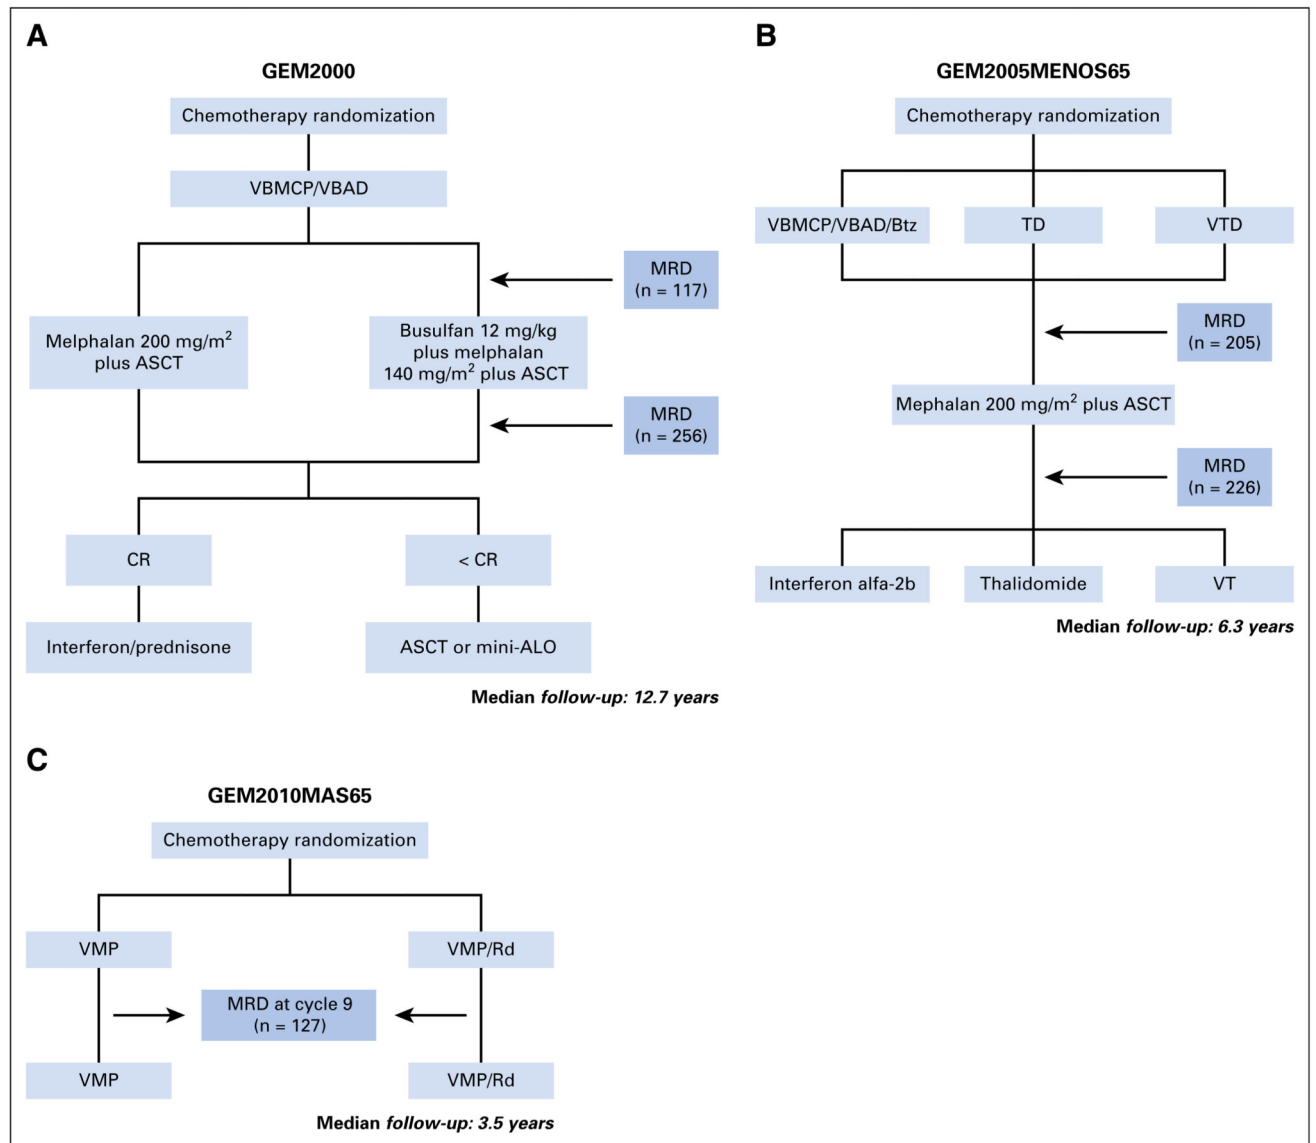 A
GEM2000
Chemotherapy randomization
VBMCP/VBAD
MRD
(n = 117)
Melphalan 200 mg/m²
plus ASCT
Busulfan 12 mg/kg
plus melphalan
140 mg/m² plus ASCT
MRD
(n = 256)
CR
< CR
Interferon/prednisone
ASCT or mini-ALO
Median follow-up: 12.7 years
B
GEM2005MENOS65
Chemotherapy randomization
VBMCP/VBAD/Btz
TD
VTD
MRD
(n = 205)
Mephalan 200 mg/m² plus ASCT
MRD
(n = 226)
Interferon alfa-2b
Thalidomide
VT
Median follow-up: 6.3 years
C
GEM2010MAS65
Chemotherapy randomization
VMP
VMP/Rd
MRD at cycle 9
(n = 127)
VMP
VMP/Rd
Median follow-up: 3.5 years